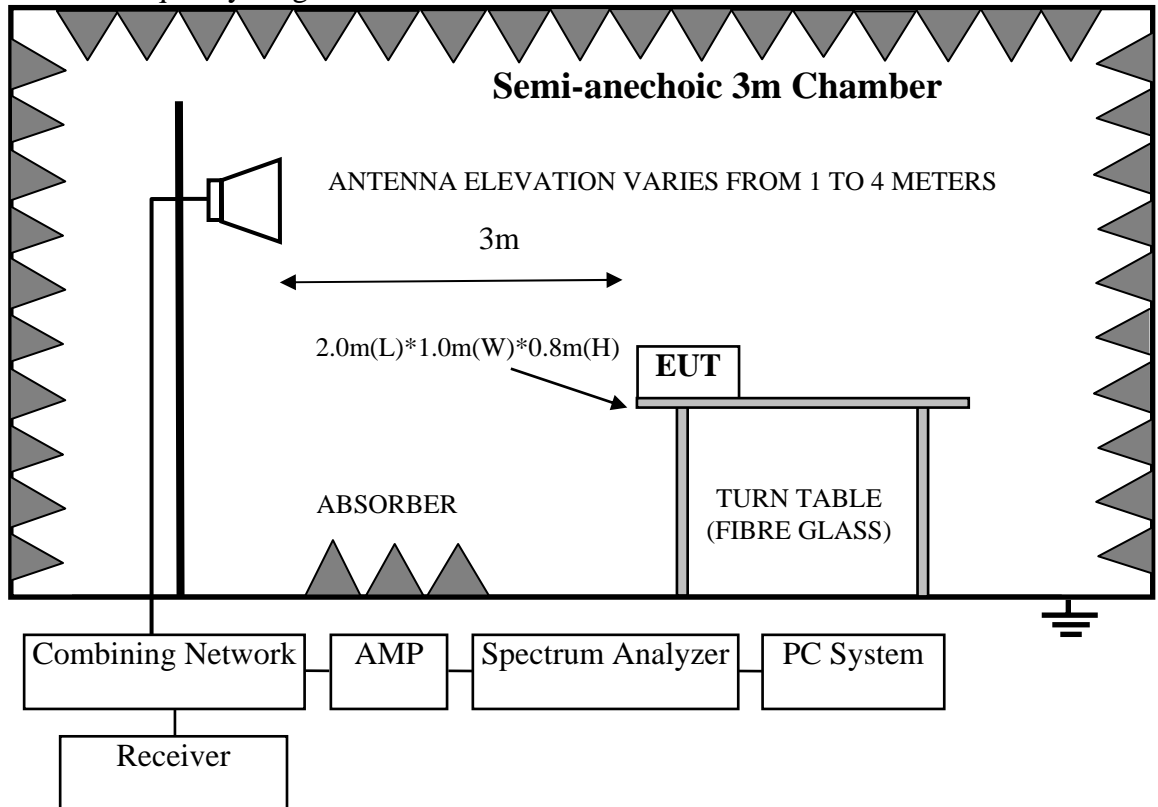 Semi-anechoic 3m Chamber
ANTENNA ELEVATION VARIES FROM 1 TO 4 METERS
3m
2.0m(L)*1.0m(W)*0.8m(H)
EUT
ABSORBER
TURN TABLE
(FIBRE GLASS)
Combining Network
AMP
Spectrum Analyzer
PC System
Receiver